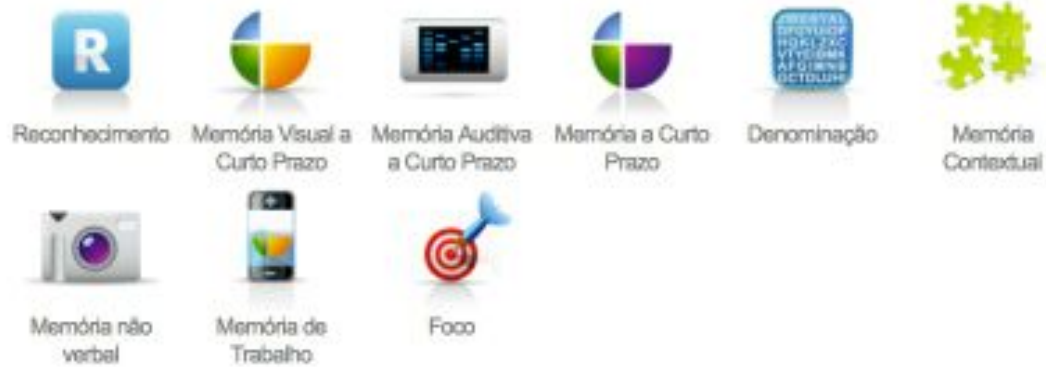 R
Reconhecimento
Memória Visual a
Curto Prazo
Memória Auditiva
a Curto Prazo
Memória a Curto
Prazo
Denominação
Memória
Contextual
Memória não
verbal
Memória de
Trabalho
Foco